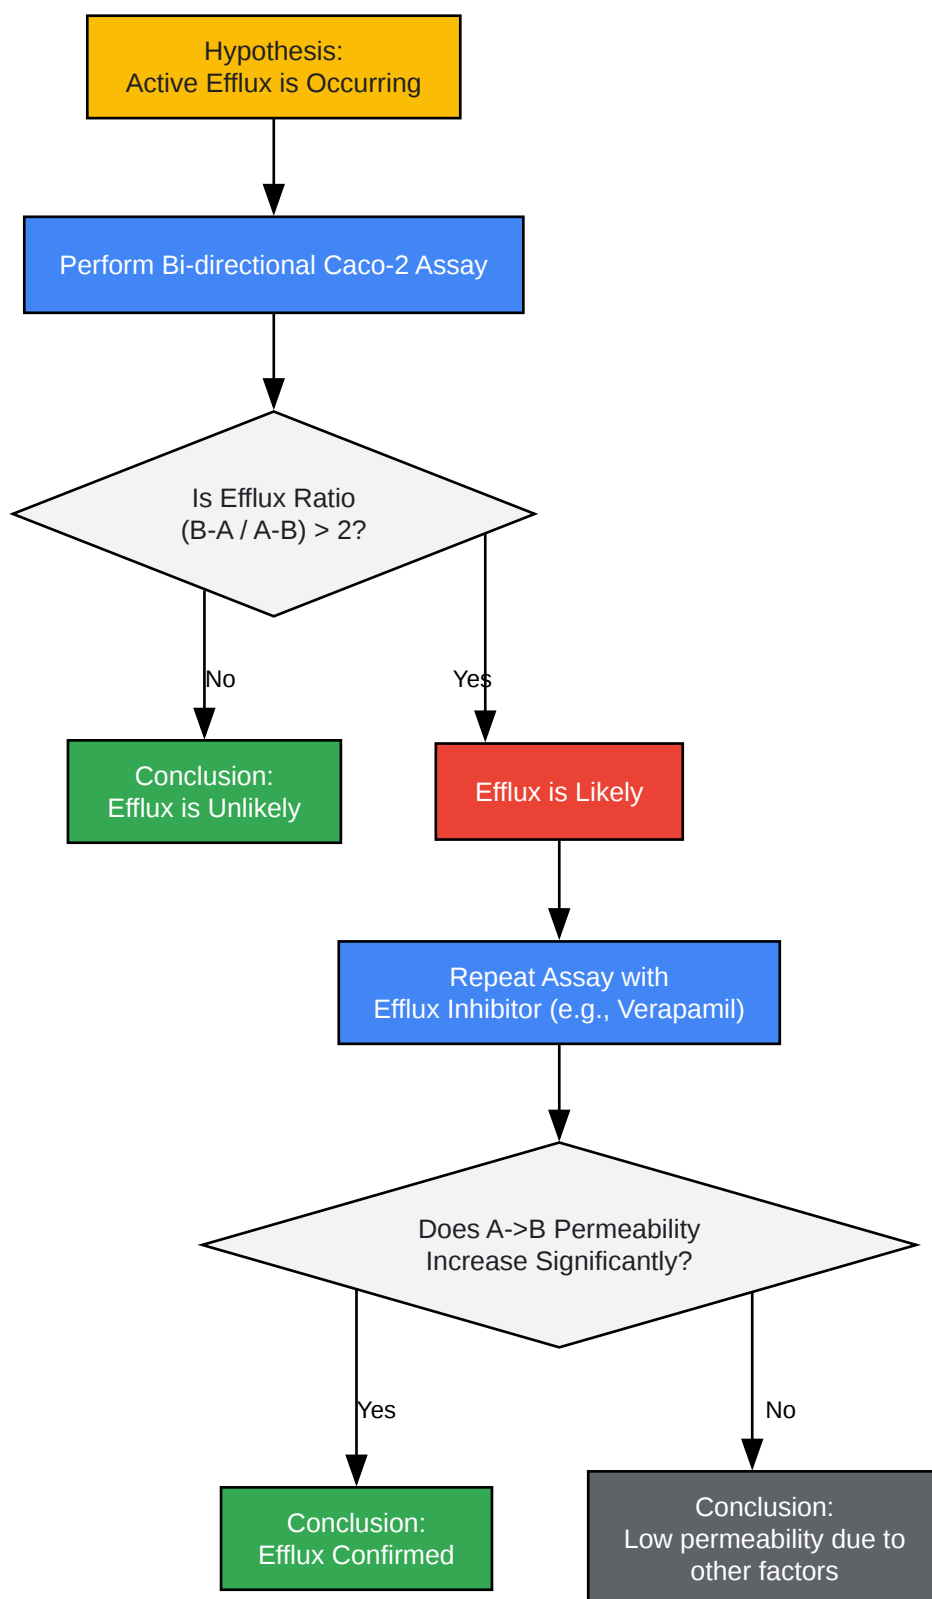 Hypothesis:
Active Efflux is Occurring
Perform Bi-directional Caco-2 Assay
Is Efflux Ratio
(B-A / A-B) > 2?
No
Yes
Conclusion:
Efflux is Unlikely
Efflux is Likely
Repeat Assay with
Efflux Inhibitor (e.g., Verapamil)
Does A->B Permeability
Increase Significantly?
Yes
No
Conclusion:
Efflux Confirmed
Conclusion:
Low permeability due to
other factors